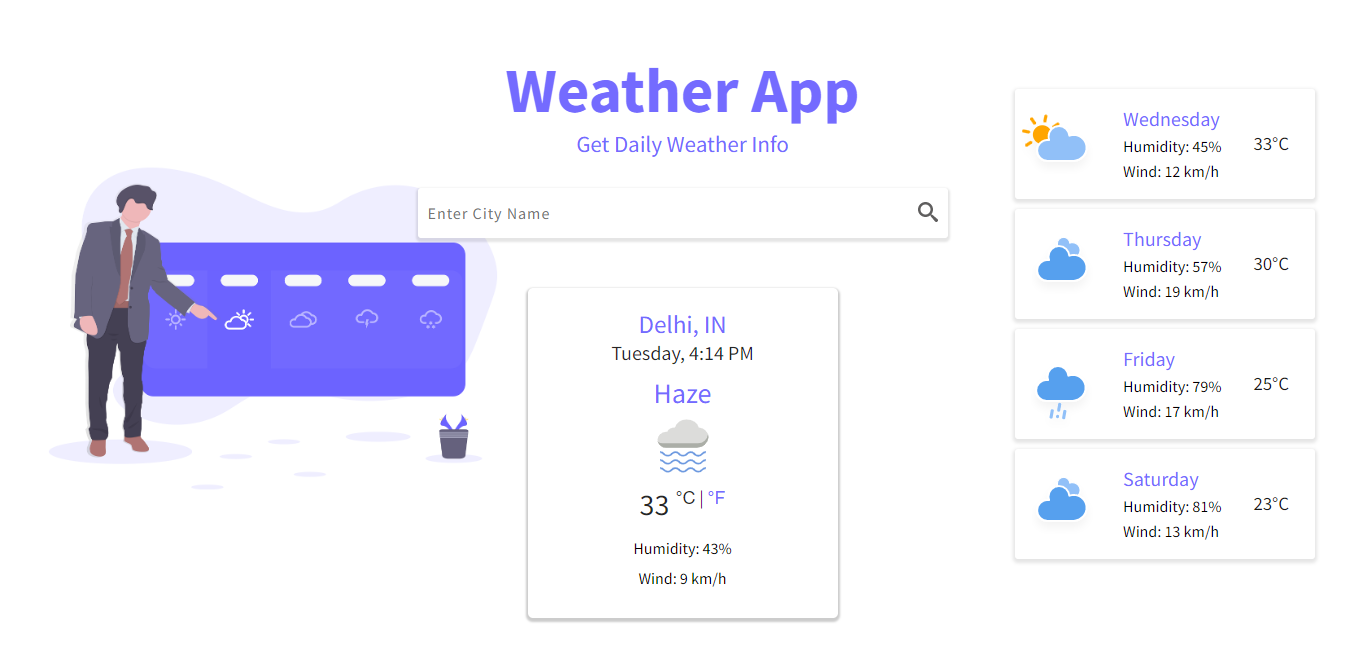 Weather App
Get Daily Weather Info
Enter City Name
Delhi, IN
Tuesday, 4:14 PM
Haze
33 °C | °F
Humidity: 43%
Wind: 9 km/h
Wednesday
Humidity: 45%
33°C
Wind: 12 km/h
Thursday
Humidity: 57%
30°C
Wind: 19 km/h
Friday
Humidity: 79%
25°C
Wind: 17 km/h
Saturday
Humidity: 81%
23°C
Wind: 13 km/h